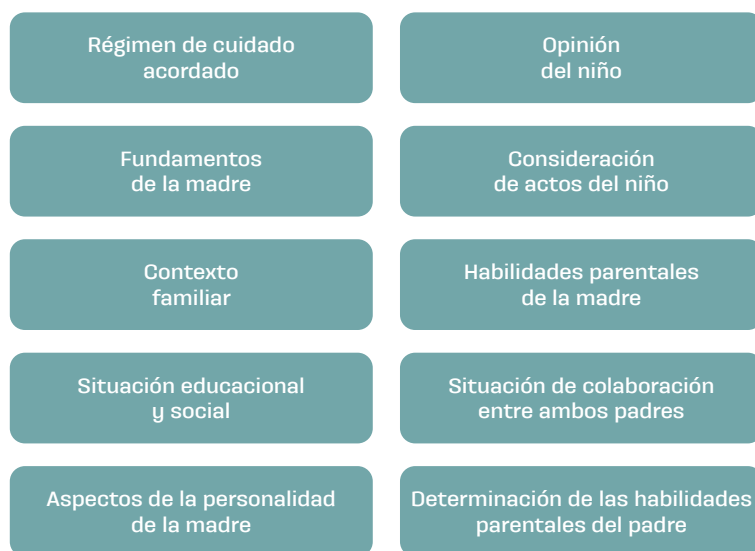 Régimen de cuidado
acordado
Opinión
del niño
Fundamentos
de la madre
Consideración
de actos del niño
Contexto
familiar
Habilidades parentales
de la madre
Situación educacional
y social
Situación de colaboración
entre ambos padres
Aspectos de la personalidad
de la madre
Determinación de las habilidades
parentales del padre